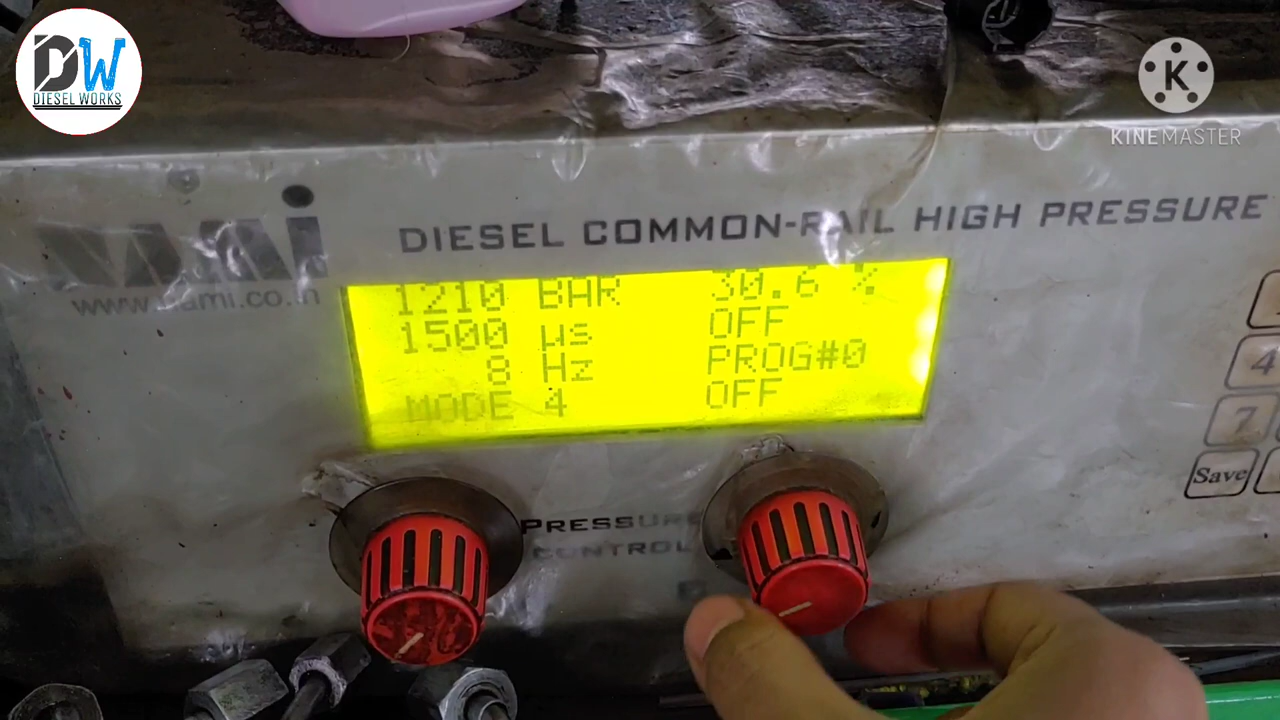 DW
DIESEL WORKS
K
KINEMASTER
nami
DIESEL COMMON-RAIL HIGH PRESSURE
www.nami.co.in
1210 BAR 30.6 %
1500 µs OFF
8 Hz PROG#0
MODE 4 OFF
4
7
Save
PRESSURE
CONTROL